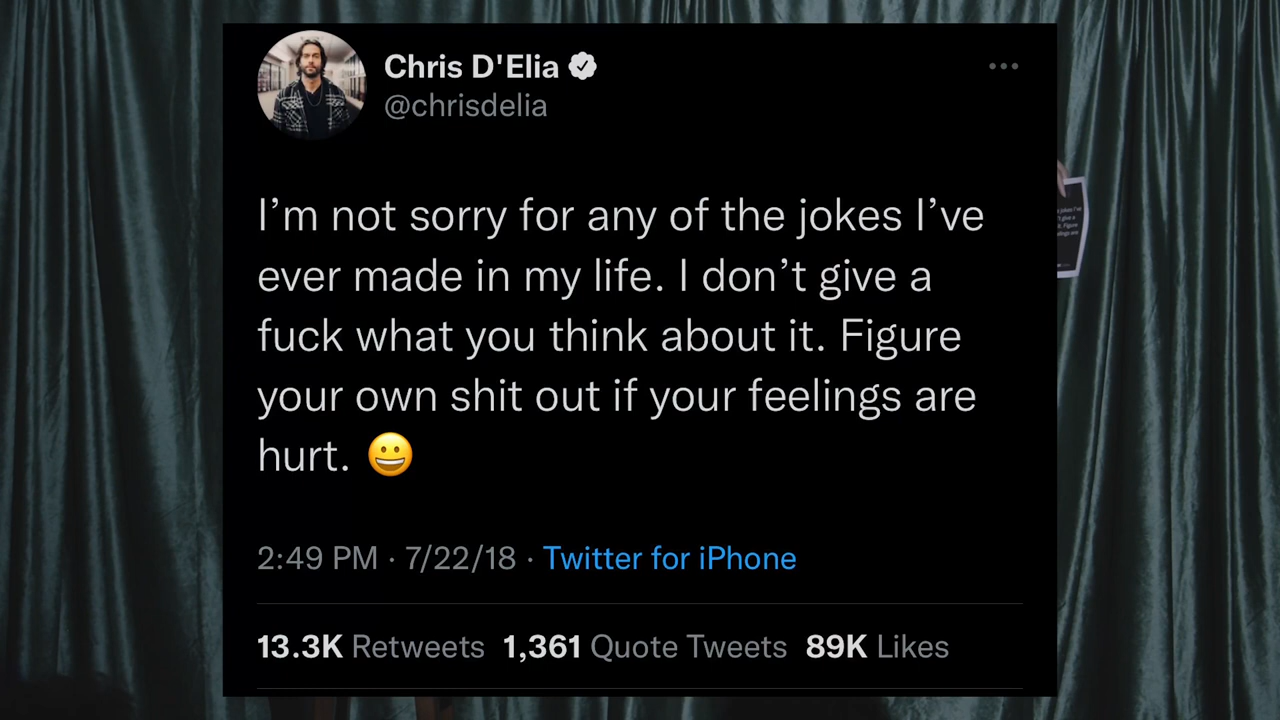 Chris D'Elia
@chrisdelia
I’m not sorry for any of the jokes I’ve
ever made in my life. I don’t give a
fuck what you think about it. Figure
your own shit out if your feelings are
hurt. 😀
2:49 PM · 7/22/18 · Twitter for iPhone
13.3K Retweets 1,361 Quote Tweets 89K Likes